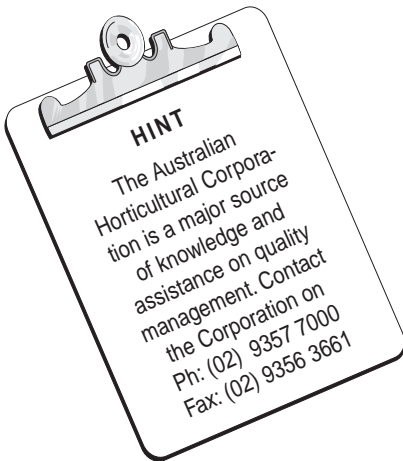 HINT
The Australian
Horticultural Corpora-
tion is a major source
of knowledge and
assistance on quality
management. Contact
the Corporation on
Ph: (02)  9357 7000
Fax: (02) 9356 3661